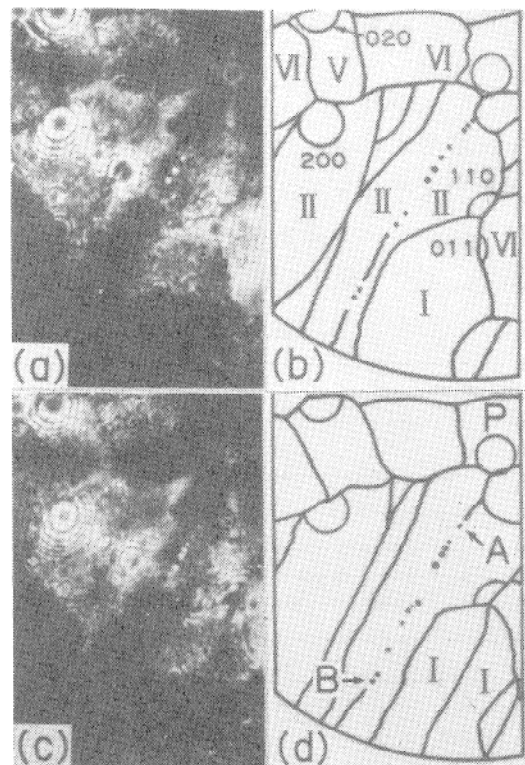 020
VI V VI
200
110
II II II
011 VI
I
(a) (b)
P
A
B I I
(c) (d)